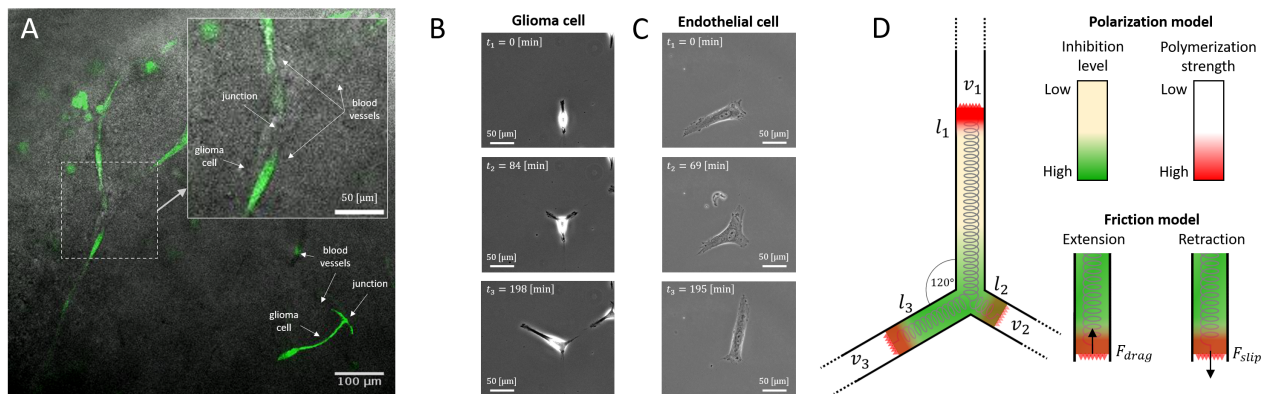 A
blood
vessels
junction
glioma
cell
50 [μm]
blood
vessels
junction
glioma
cell
100 μm
B
Glioma cell
t₁ = 0 [min]
50 [μm]
t₂ = 84 [min]
50 [μm]
t₃ = 198 [min]
50 [μm]
C
Endothelial cell
t₁ = 0 [min]
50 [μm]
t₂ = 69 [min]
50 [μm]
t₃ = 195 [min]
50 [μm]
D
v₁
l₁
120°
l₂
l₃
v₂
v₃
Polarization model
Inhibition
level
Low
High
Polymerization
strength
Low
High
Friction model
Extension
F_drag
Retraction
F_slip